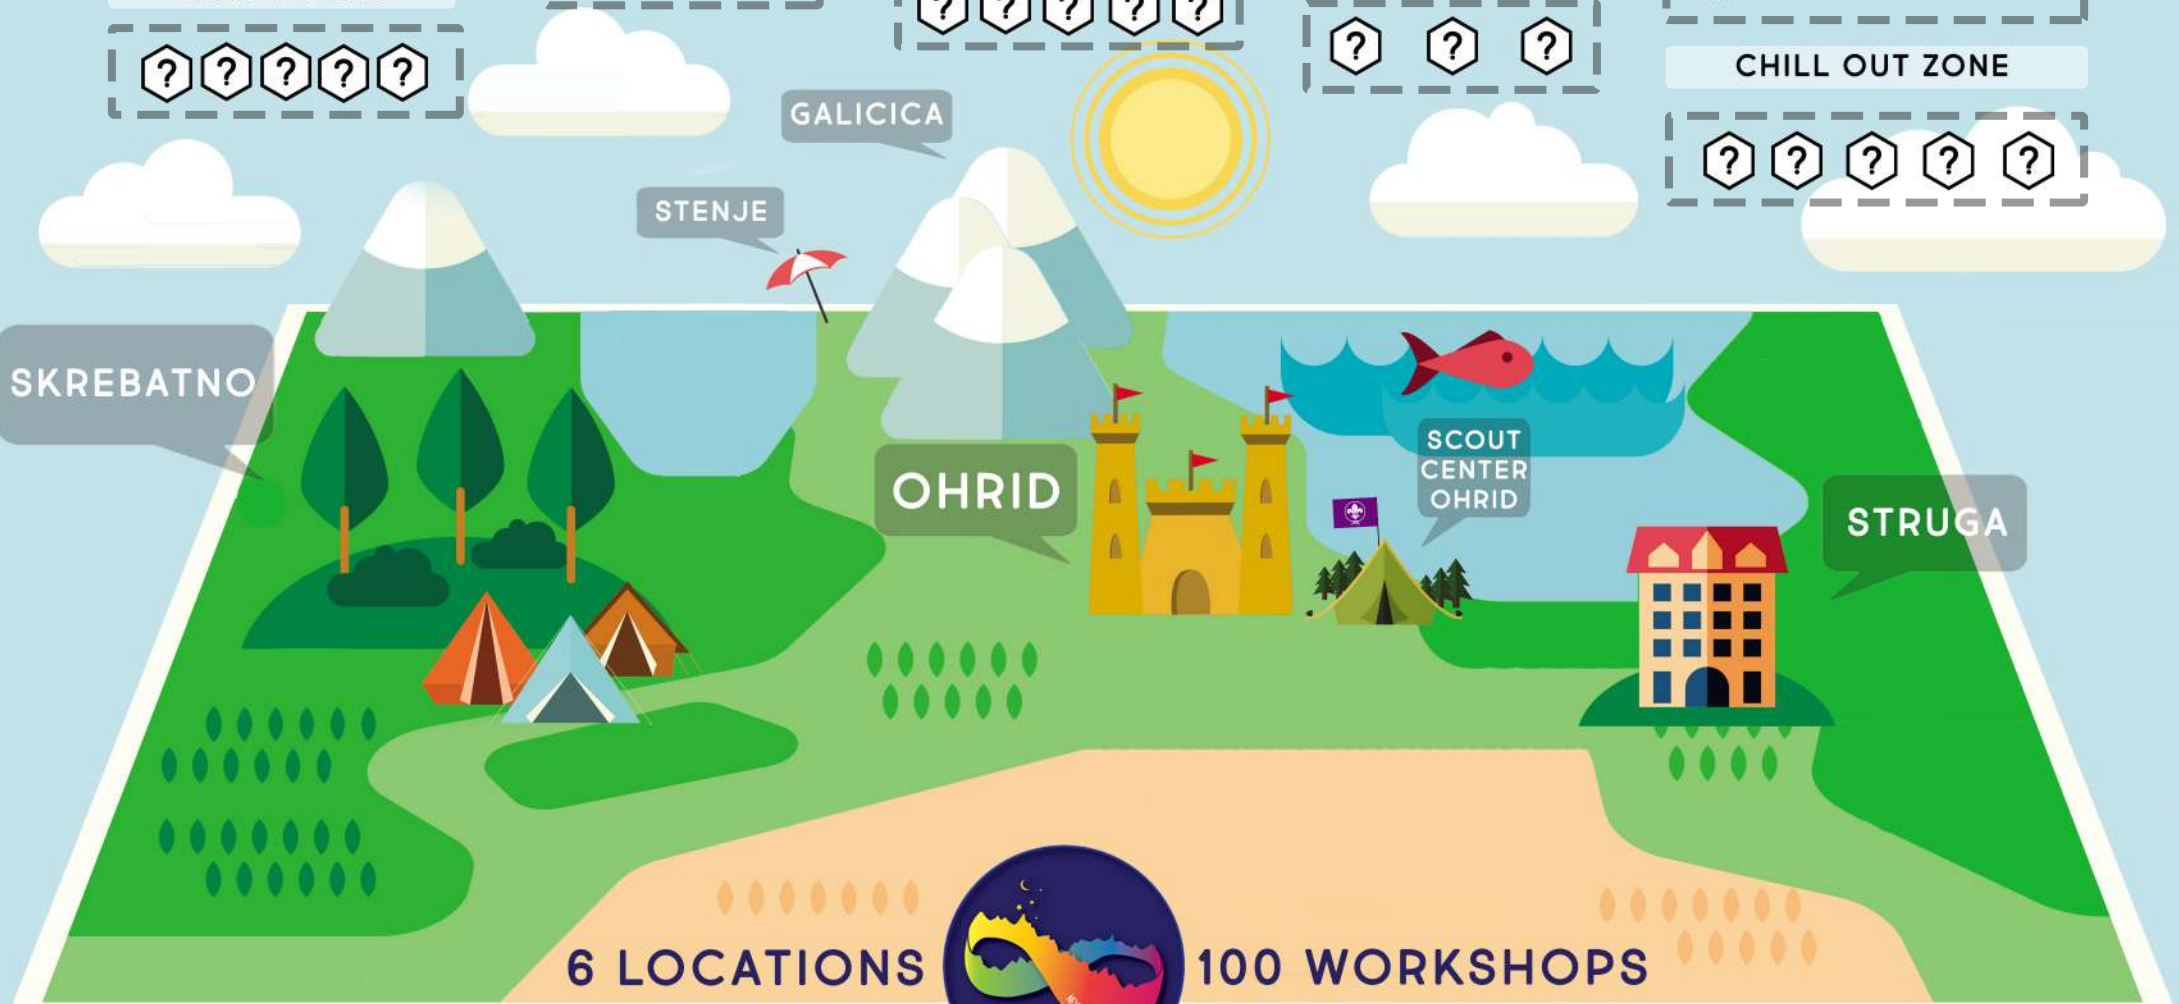 ? ? ? ? ?
? ? ? ? ?
? ? ?
CHILL OUT ZONE
? ? ? ? ?
GALICICA
STENJE
SKREBATNO
OHRID
SCOUT
CENTER
OHRID
STRUGA
6 LOCATIONS
100 WORKSHOPS